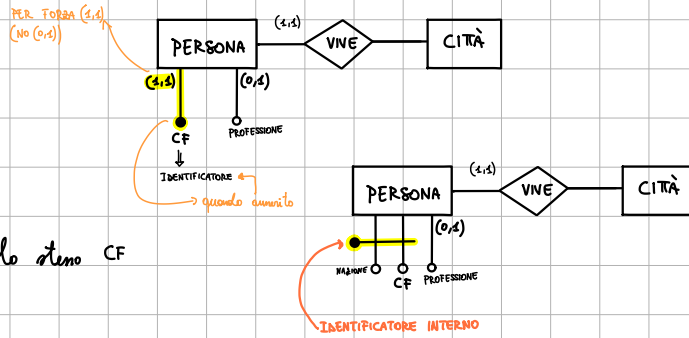 PER FORZA (1,1)
(NO (0,1))
PERSONA
(1,1)
VIVE
CITTÀ
(1,1)
(0,1)
CF
PROFESSIONE
IDENTIFICATORE
quando annerito
PERSONA
(1,1)
VIVE
CITTÀ
(0,1)
NAZIONE
CF
PROFESSIONE
lo stesso CF
IDENTIFICATORE INTERNO